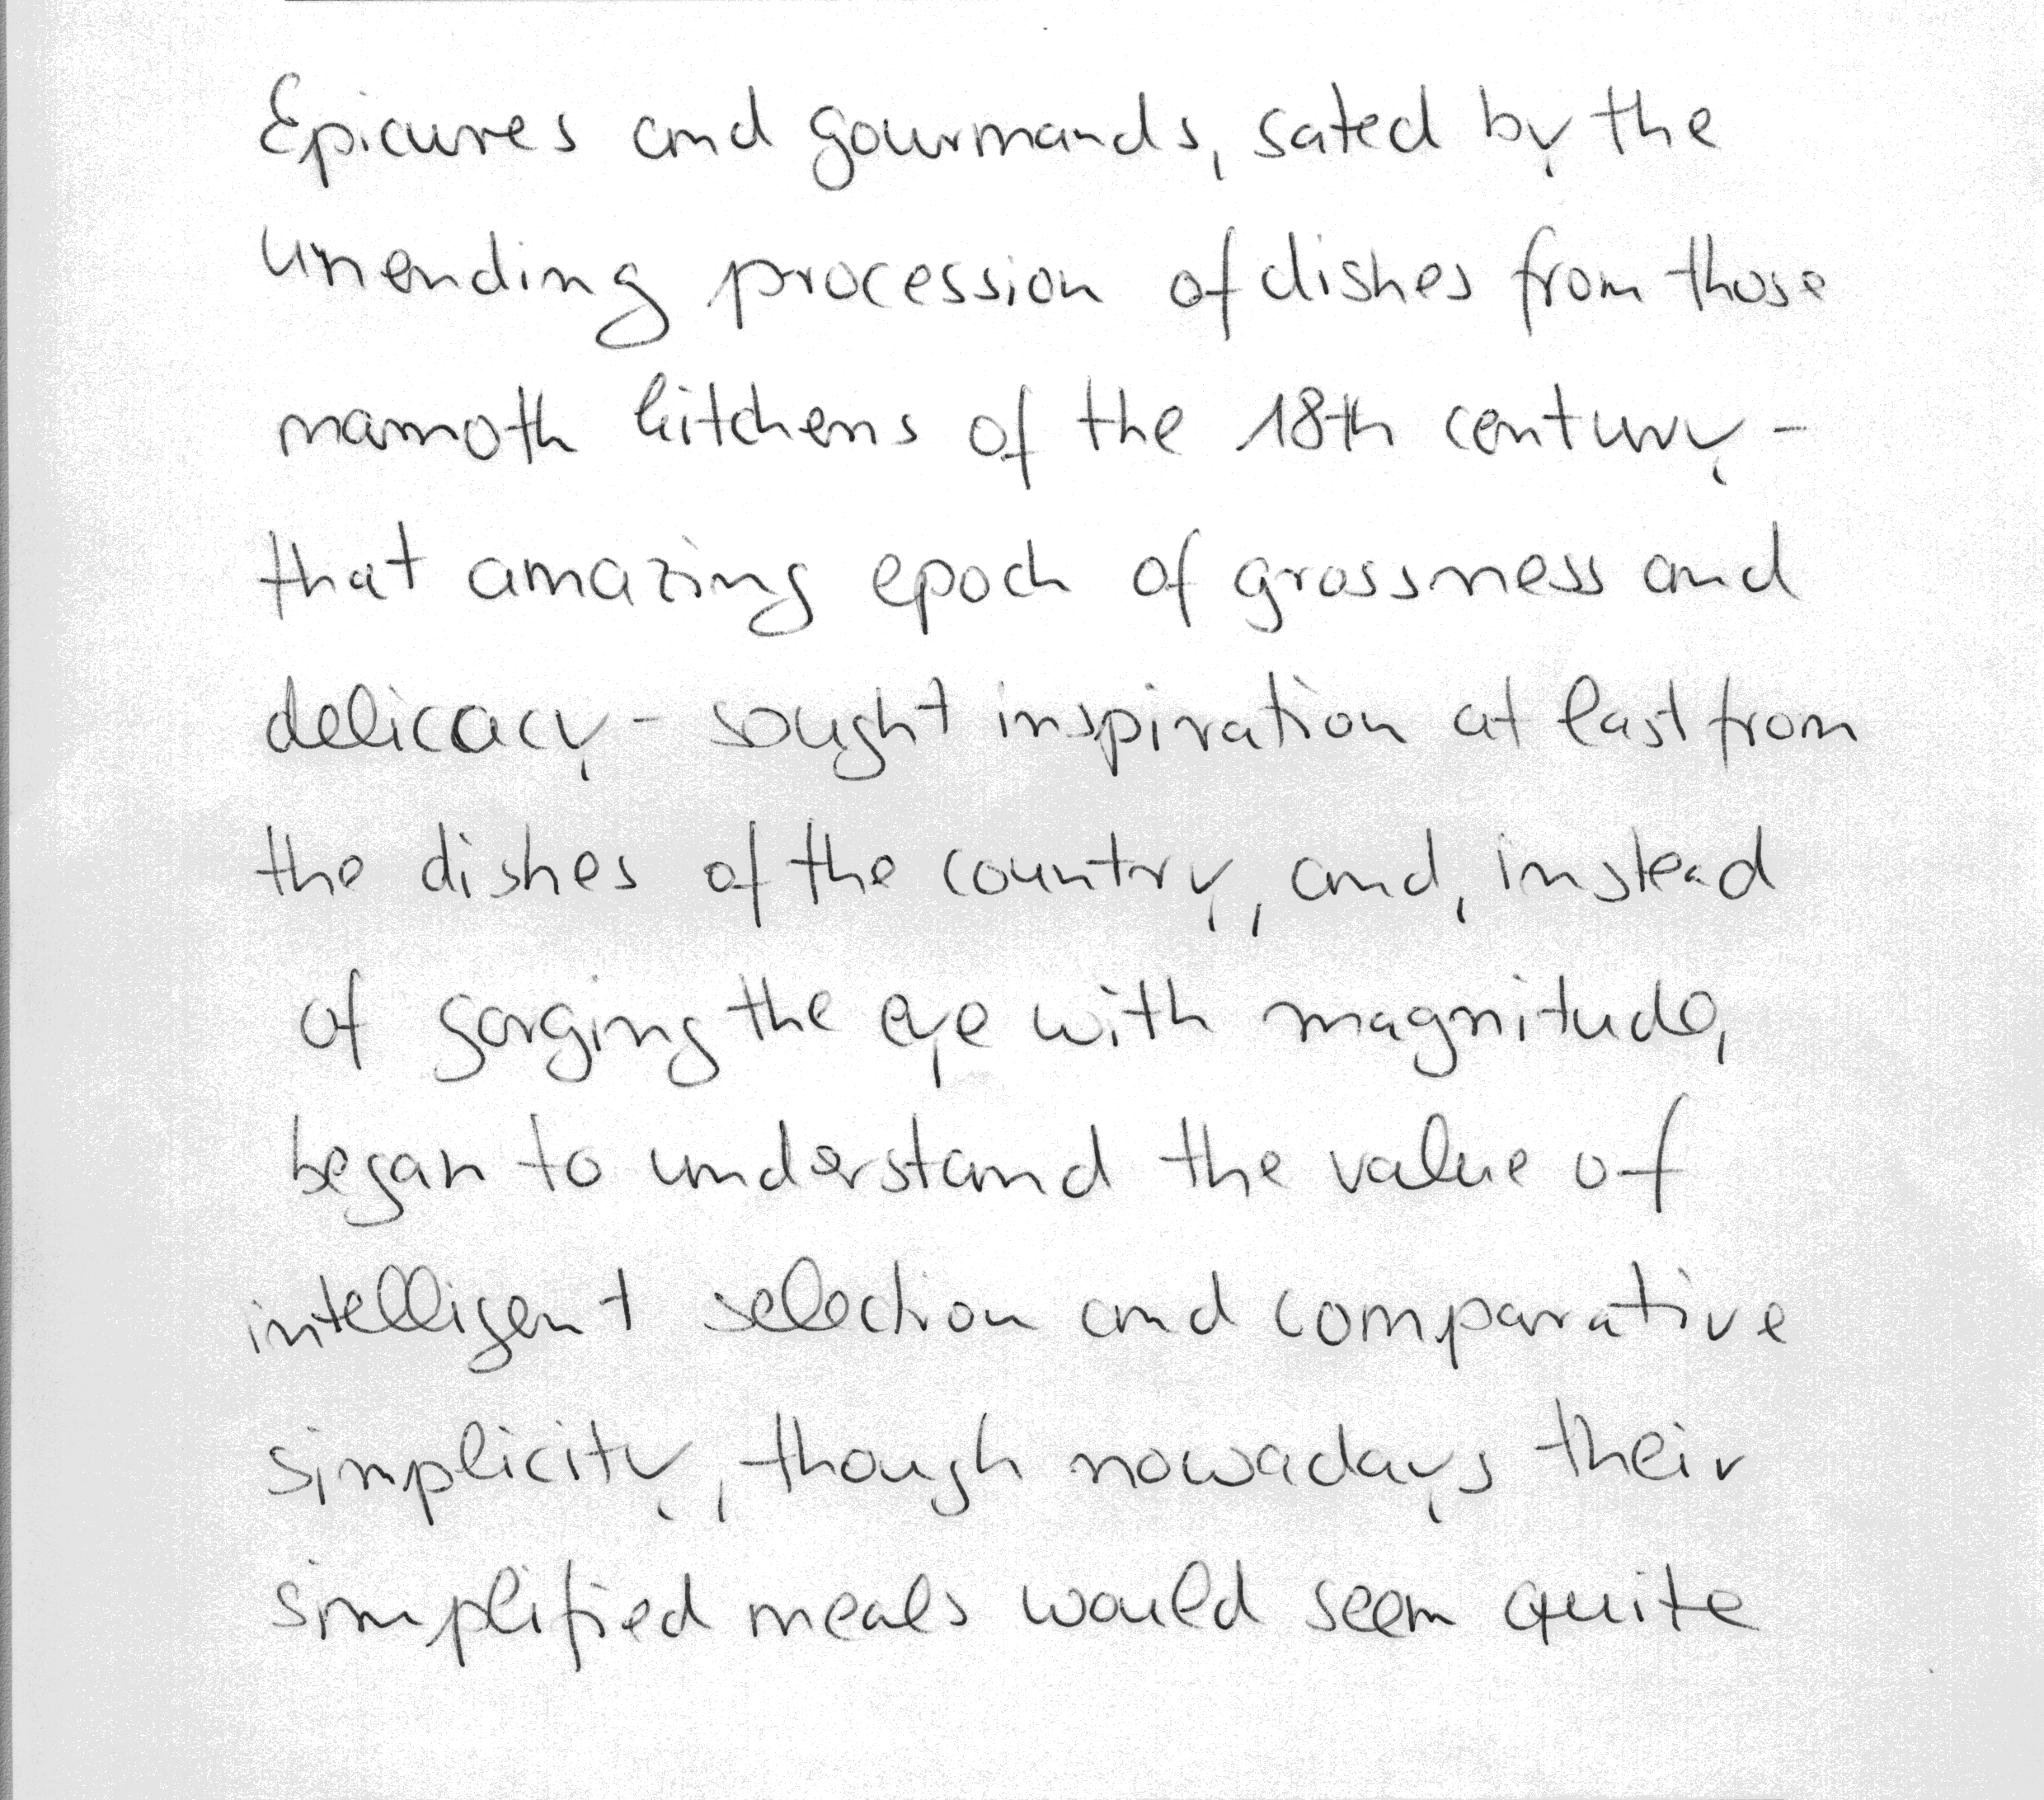 Epicures and gourmands, sated by the
unending procession of dishes from those
mamoth kitchens of the 18th century -
that amazing epoch of grossness and
delicacy - sought inspiration at last from
the dishes of the country, and, instead
of gorging the eye with magnitude,
began to understand the value of
intelligent selection and comparative
simplicity, though nowadays their
simplified meals would seem quite